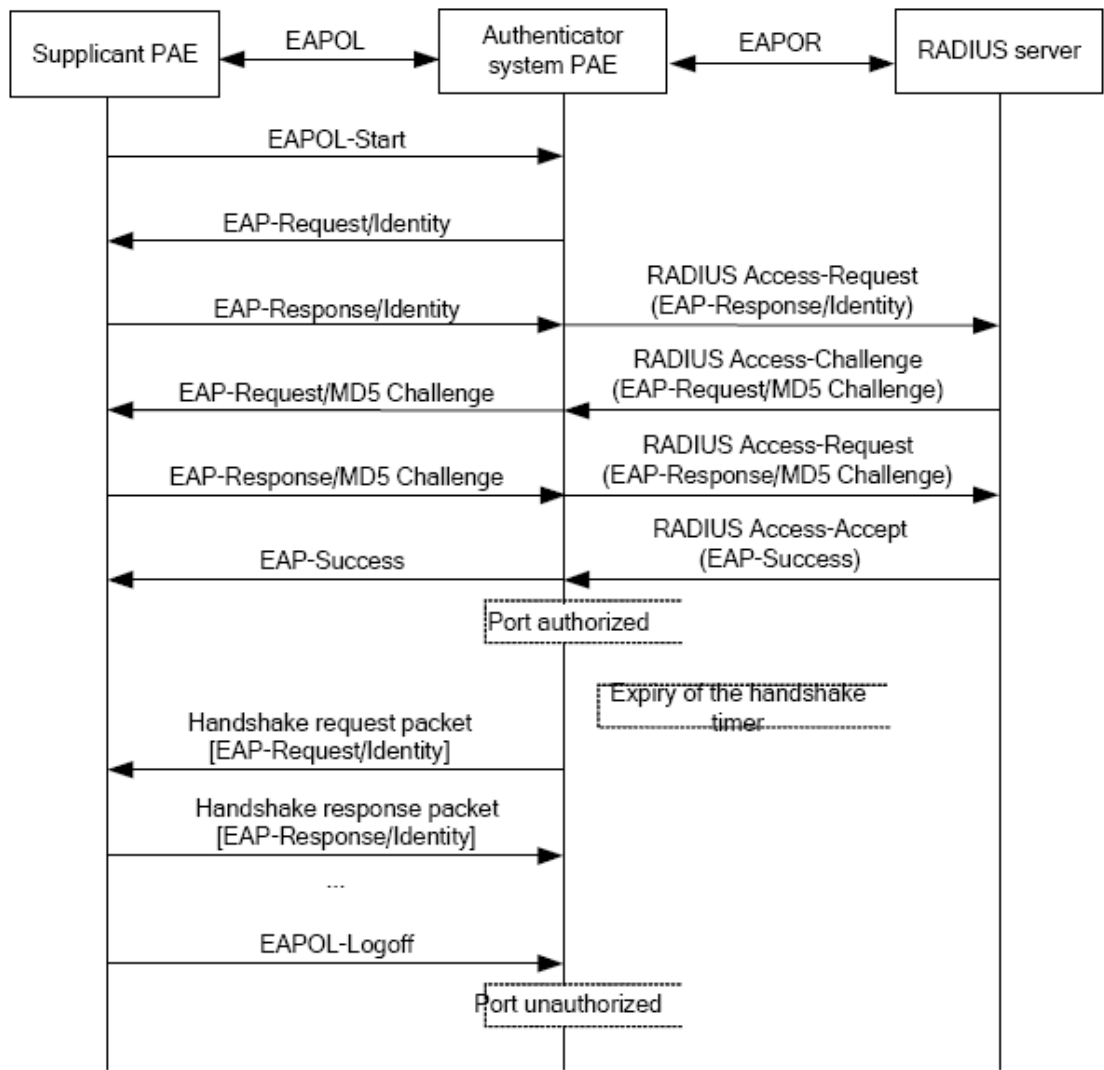 Supplicant PAE
EAPOL
Authenticator
system PAE
EAPOR
RADIUS server
EAPOL-Start
EAP-Request/Identity
EAP-Response/Identity
RADIUS Access-Request
(EAP-Response/Identity)
EAP-Request/MD5 Challenge
RADIUS Access-Challenge
(EAP-Request/MD5 Challenge)
EAP-Response/MD5 Challenge
RADIUS Access-Request
(EAP-Response/MD5 Challenge)
EAP-Success
RADIUS Access-Accept
(EAP-Success)
Port authorized
Expiry of the handshake
timer
Handshake request packet
[EAP-Request/Identity]
Handshake response packet
[EAP-Response/Identity]
...
EAPOL-Logoff
Port unauthorized